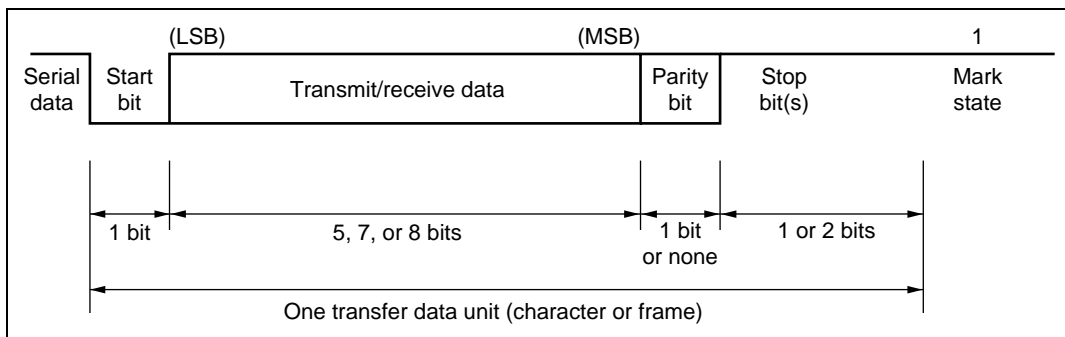 (LSB)
(MSB)
1
Serial
data
Start
bit
Transmit/receive data
Parity
bit
Stop
bit(s)
Mark
state
1 bit
5, 7, or 8 bits
1 bit
or none
1 or 2 bits
One transfer data unit (character or frame)